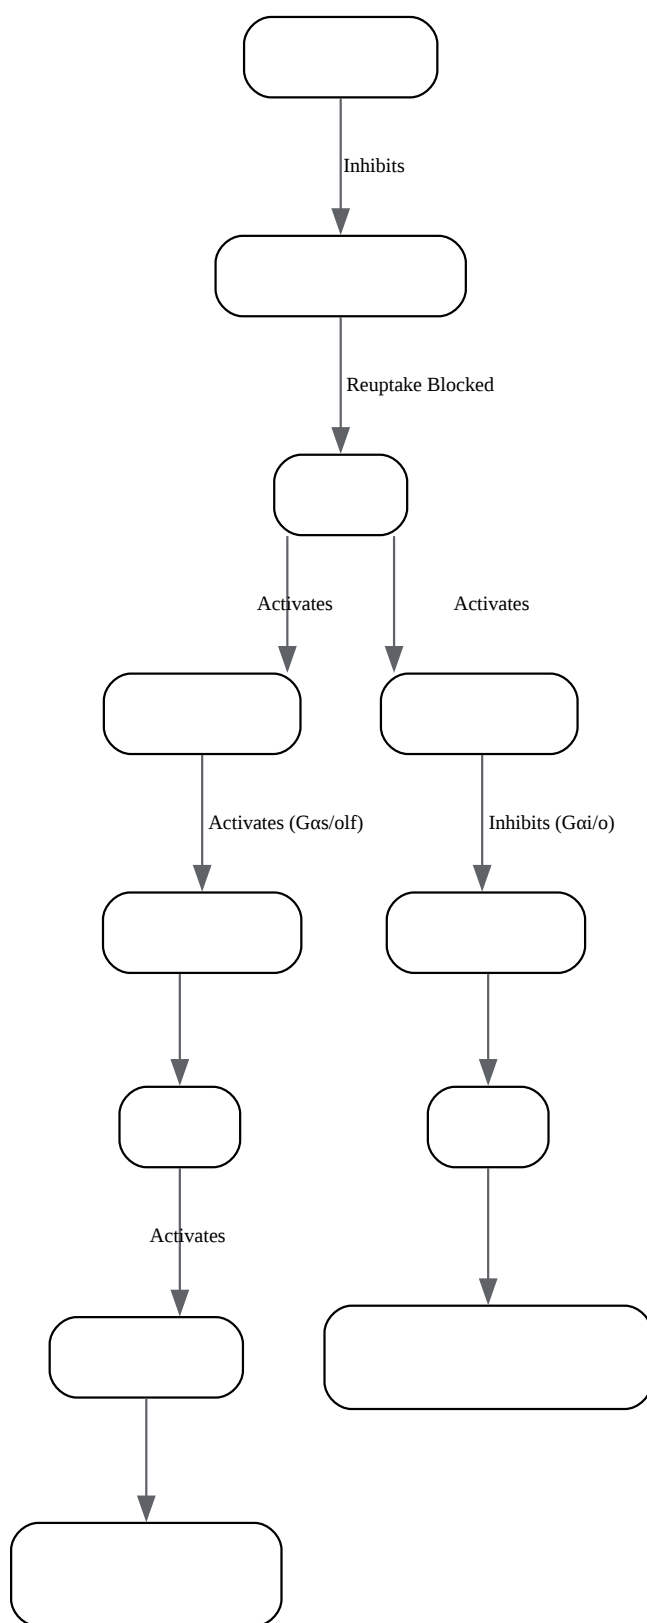 Inhibits
Reuptake Blocked
Activates
Activates
Activates (Gαs/olf)
Inhibits (Gαi/o)
Activates